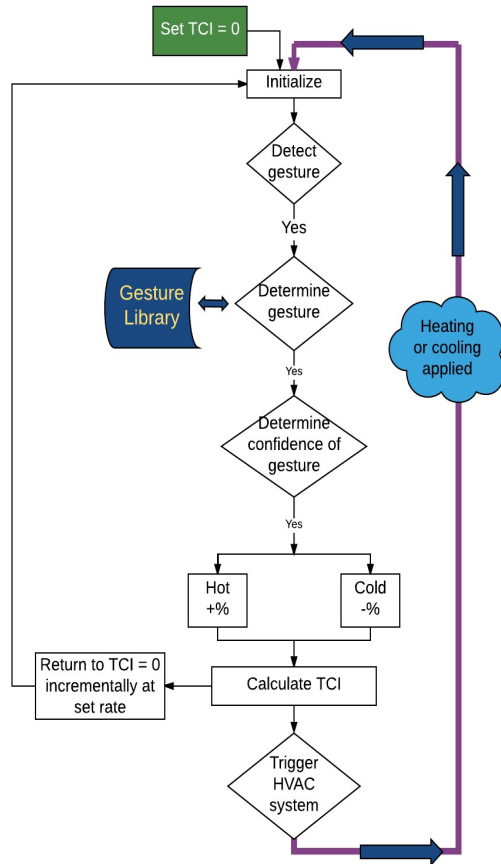 Set TCI = 0
Initialize
Detect
gesture
Yes
Gesture
Library
Determine
gesture
Heating
or cooling
applied
Yes
Determine
confidence of
gesture
Yes
Hot
+%
Cold
-%
Return to TCI = 0
incrementally at
set rate
Calculate TCI
Trigger
HVAC
system